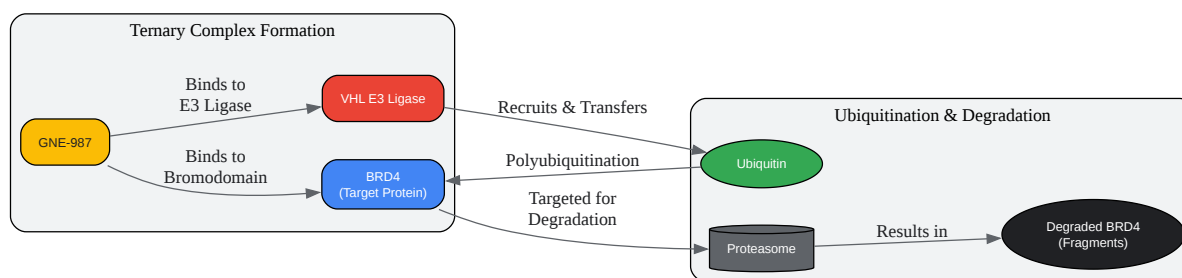 Ternary Complex Formation
GNE-987
Binds to
E3 Ligase
Binds to
Bromodomain
VHL E3 Ligase
BRD4
(Target Protein)
Recruits & Transfers
Polyubiquitination
Targeted for
Degradation
Ubiquitination & Degradation
Ubiquitin
Proteasome
Results in
Degraded BRD4
(Fragments)